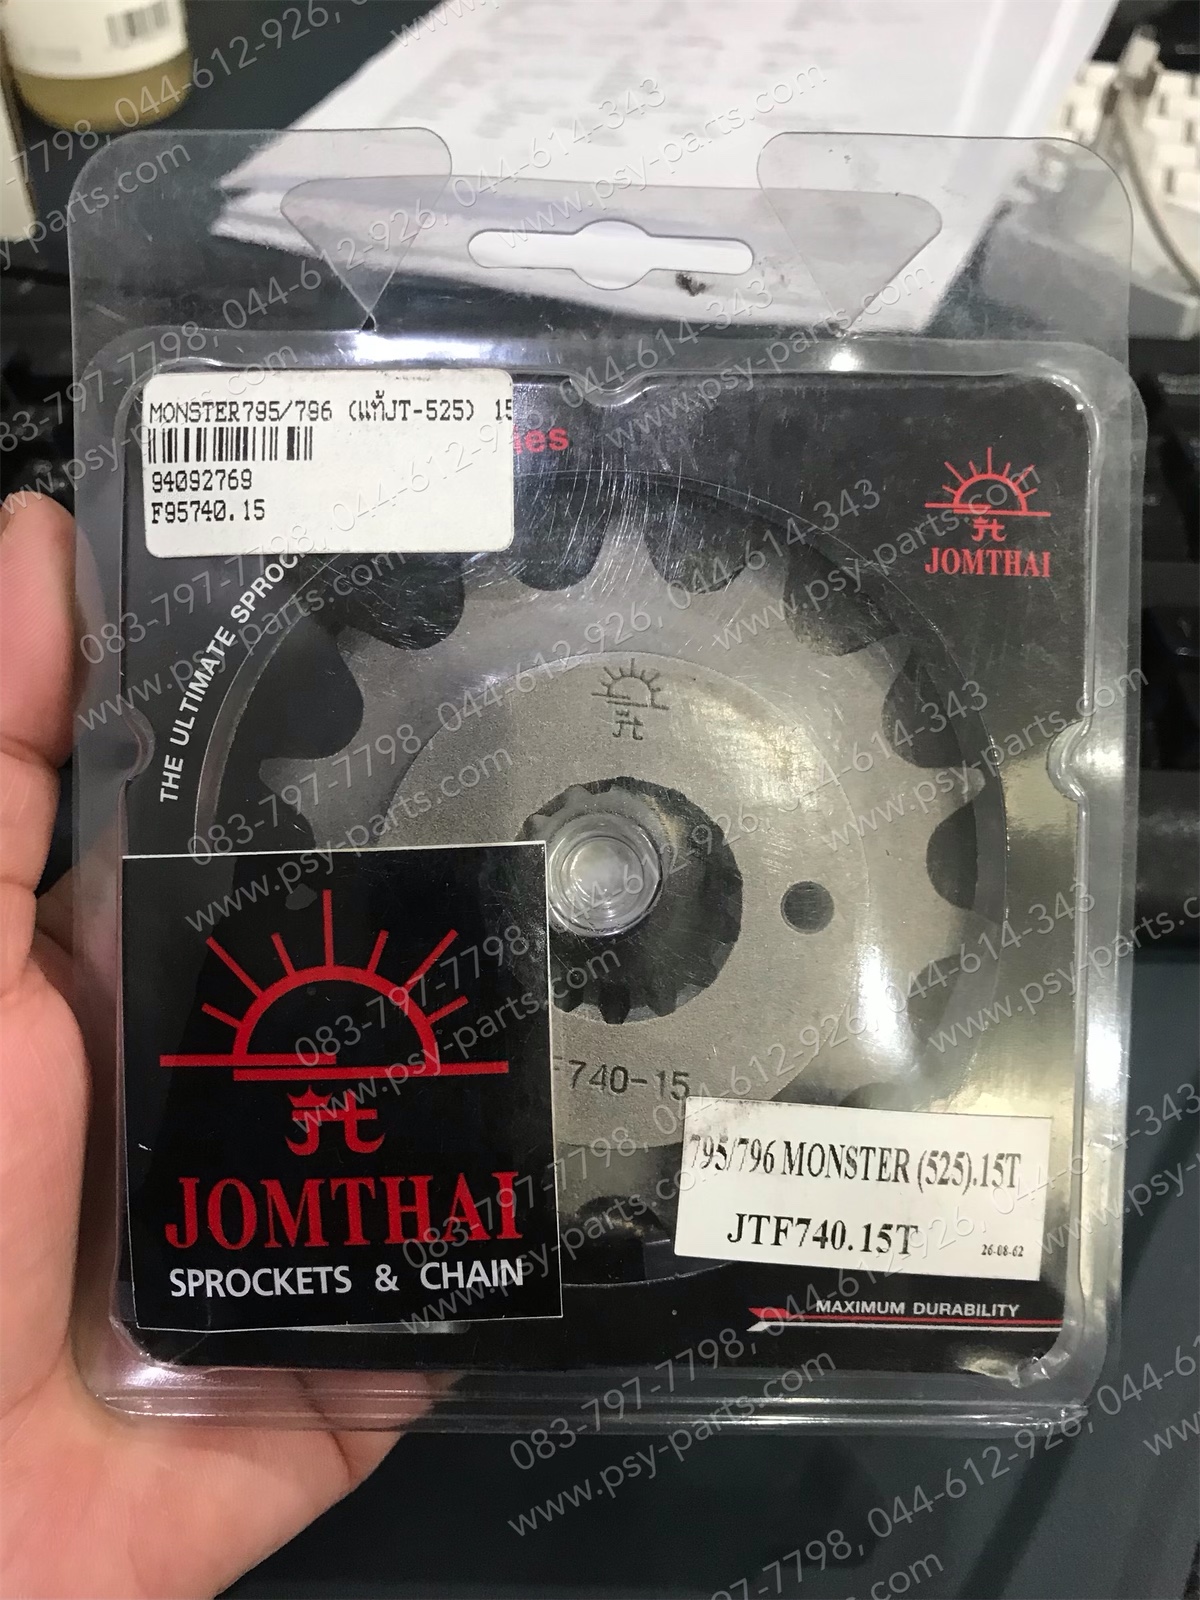 MONSTER795/796 (แท้JT-525) 15
94092769
F95740.15
THE ULTIMATE
JOMTHAI
740-15
JOMTHAI
SPROCKETS & CHAIN
795/796 MONSTER (525).15T
JTF740.15T
26-08-62
MAXIMUM DURABILITY
083-797-7798, 044-612-926, 044-614-343
www.psy-parts.com